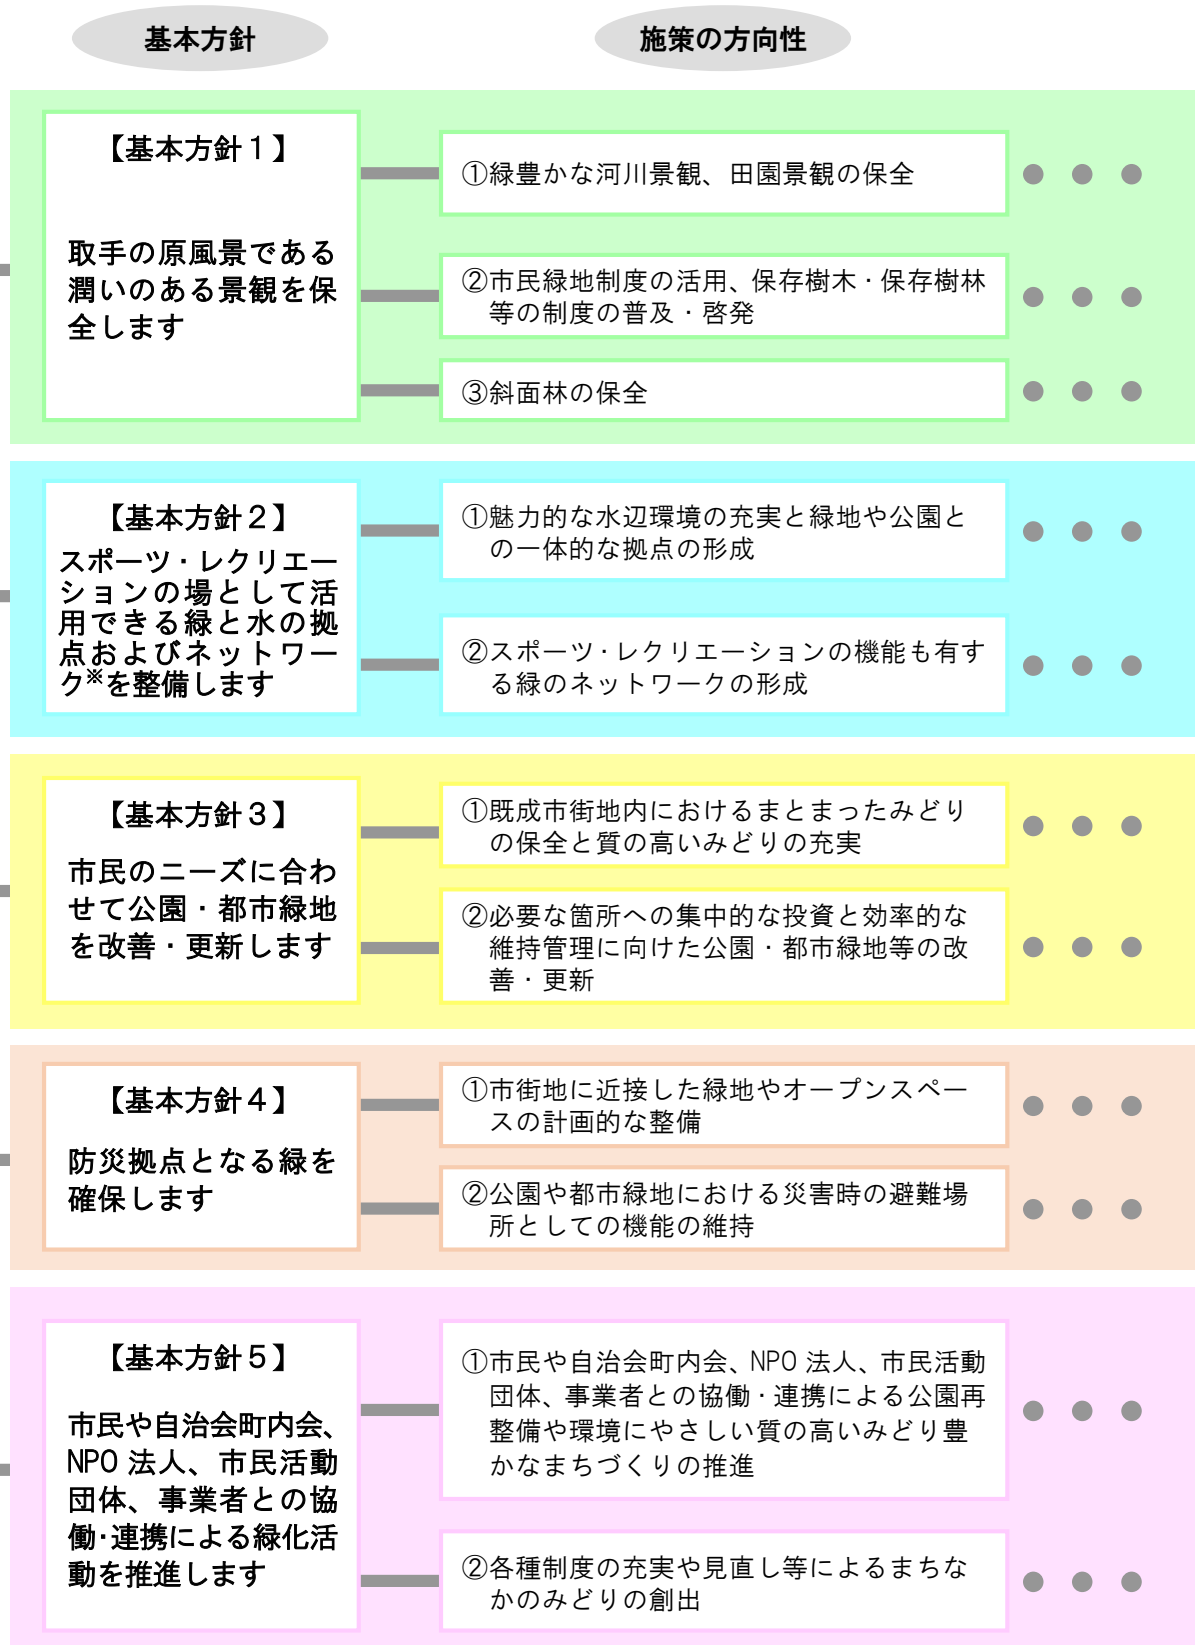 基本方針
施策の方向性
【基本方針１】
取手の原風景である
潤いのある景観を保
全します
①緑豊かな河川景観、田園景観の保全
②市民緑地制度の活用、保存樹木・保存樹林
等の制度の普及・啓発
③斜面林の保全
【基本方針２】
スポーツ・レクリエー
ションの場として活
用できる緑と水の拠
点およびネットワー
ク※を整備します
①魅力的な水辺環境の充実と緑地や公園と
の一体的な拠点の形成
②スポーツ・レクリエーションの機能も有す
る緑のネットワークの形成
【基本方針３】
市民のニーズに合わ
せて公園・都市緑地
を改善・更新します
①既成市街地内におけるまとまったみどり
の保全と質の高いみどりの充実
②必要な箇所への集中的な投資と効率的な
維持管理に向けた公園・都市緑地等の改
善・更新
【基本方針４】
防災拠点となる緑を
確保します
①市街地に近接した緑地やオープンスペー
スの計画的な整備
②公園や都市緑地における災害時の避難場
所としての機能の維持
【基本方針５】
市民や自治会町内会、
NPO 法人、市民活動
団体、事業者との協
働・連携による緑化活
動を推進します
①市民や自治会町内会、NPO 法人、市民活動
団体、事業者との協働・連携による公園再
整備や環境にやさしい質の高いみどり豊
かなまちづくりの推進
②各種制度の充実や見直し等によるまちな
かのみどりの創出